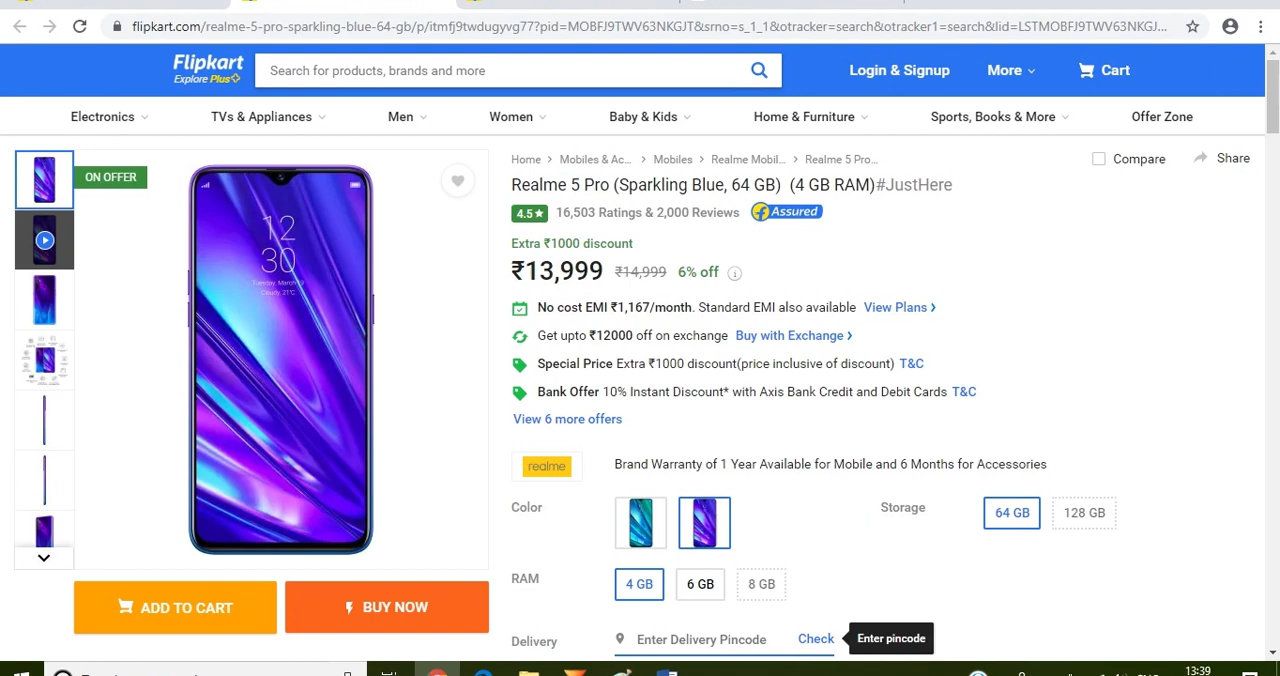 flipkart.com/realme-5-pro-sparkling-blue-64-gb/p/itmfj9twdugyvg77?pid=MOBFJ9TWV63NKGJT&srno=s_1_1&otracker=search&otracker1=search&lid=LSTMOBFJ9TWV63NKGJ...
Flipkart
Explore Plus
Search for products, brands and more
Login & Signup
More
Cart
Electronics
TVs & Appliances
Men
Women
Baby & Kids
Home & Furniture
Sports, Books & More
Offer Zone
ON OFFER
Home > Mobiles & Ac... > Mobiles > Realme Mobil... > Realme 5 Pro...
Compare
Share
Realme 5 Pro (Sparkling Blue, 64 GB)  (4 GB RAM)#JustHere
4.5★ 16,503 Ratings & 2,000 Reviews Assured
Extra ₹1000 discount
₹13,999 ₹14,999 6% off
No cost EMI ₹1,167/month. Standard EMI also available View Plans >
Get upto ₹12000 off on exchange Buy with Exchange >
Special Price Extra ₹1000 discount(price inclusive of discount) T&C
Bank Offer 10% Instant Discount* with Axis Bank Credit and Debit Cards T&C
View 6 more offers
12
30
Tuesday, March 19
Cloudy, 21°C
realme
Brand Warranty of 1 Year Available for Mobile and 6 Months for Accessories
Color
Storage
64 GB
128 GB
RAM
4 GB
6 GB
8 GB
Delivery
Enter Delivery Pincode
Check
Enter pincode
ADD TO CART
BUY NOW
13:39